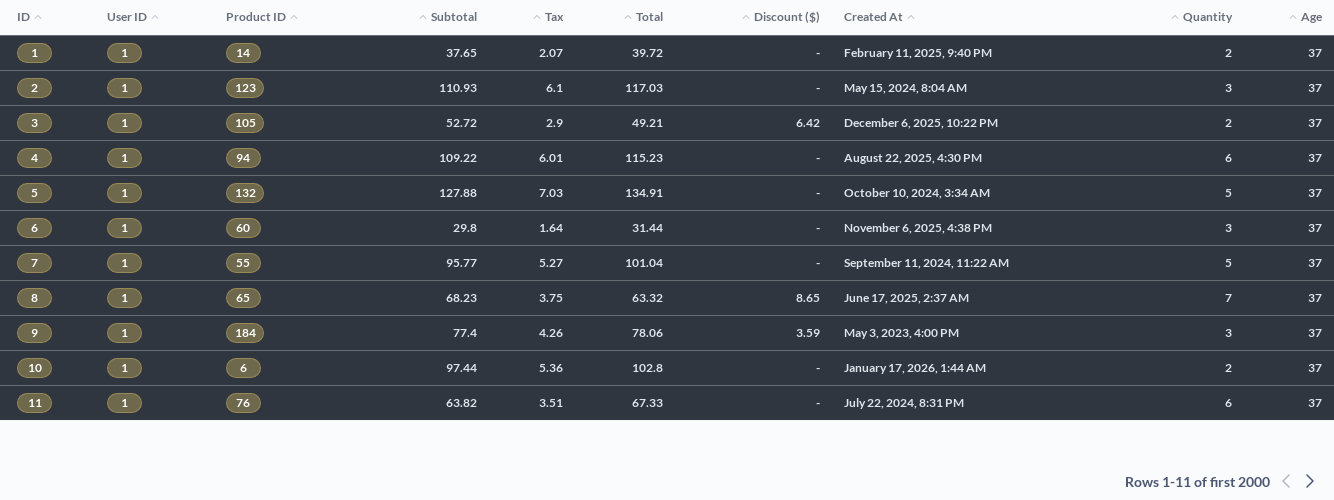 ID User ID Product ID Subtotal Tax Total Discount ($) Created At Quantity Age
1 1 14 37.65 2.07 39.72 - February 11, 2025, 9:40 PM 2 37
2 1 123 110.93 6.1 117.03 - May 15, 2024, 8:04 AM 3 37
3 1 105 52.72 2.9 49.21 6.42 December 6, 2025, 10:22 PM 2 37
4 1 94 109.22 6.01 115.23 - August 22, 2025, 4:30 PM 6 37
5 1 132 127.88 7.03 134.91 - October 10, 2024, 3:34 AM 5 37
6 1 60 29.8 1.64 31.44 - November 6, 2025, 4:38 PM 3 37
7 1 55 95.77 5.27 101.04 - September 11, 2024, 11:22 AM 5 37
8 1 65 68.23 3.75 63.32 8.65 June 17, 2025, 2:37 AM 7 37
9 1 184 77.4 4.26 78.06 3.59 May 3, 2023, 4:00 PM 3 37
10 1 6 97.44 5.36 102.8 - January 17, 2026, 1:44 AM 2 37
11 1 76 63.82 3.51 67.33 - July 22, 2024, 8:31 PM 6 37
Rows 1-11 of first 2000